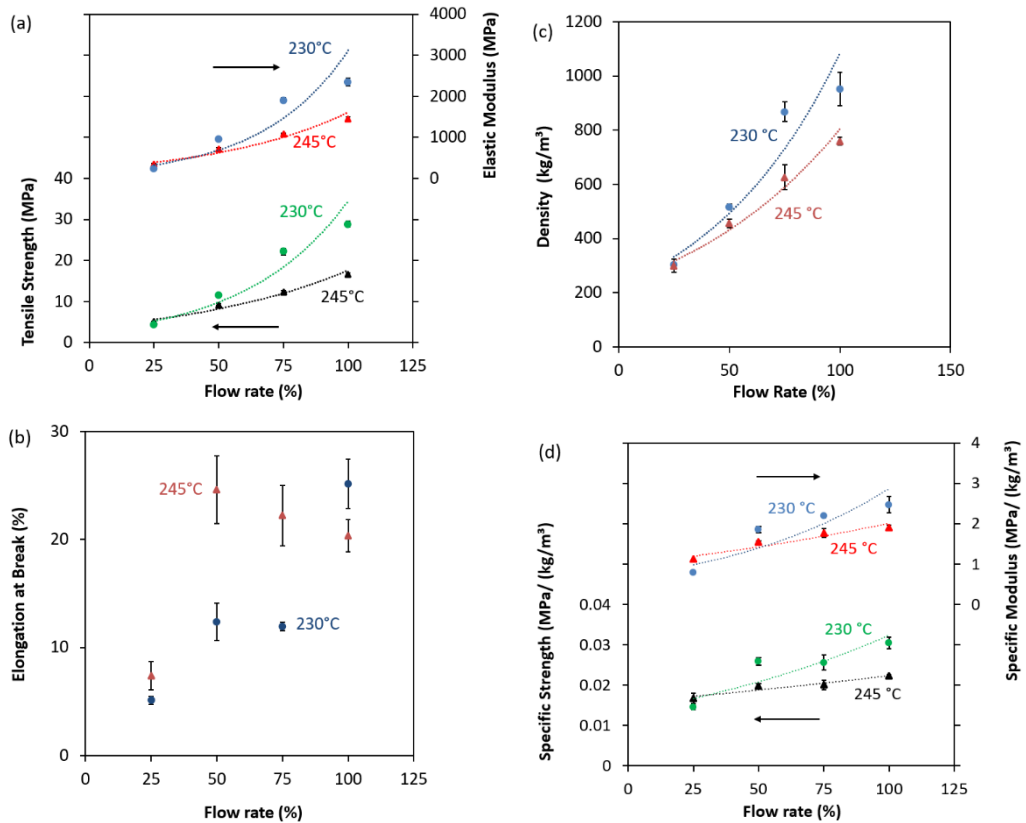 (a)
4000
3000
2000
1000
0
Elastic Modulus (MPa)
230°C
245°C
40
30
20
10
0
Tensile Strength (MPa)
230°C
245°C
0
25
50
75
100
125
Flow rate (%)
(c)
1200
1000
800
600
400
200
0
Density (kg/m³)
230 °C
245 °C
0
50
100
150
Flow Rate (%)
(b)
30
20
10
0
Elongation at Break (%)
245°C
230°C
0
25
50
75
100
125
Flow rate (%)
(d)
4
3
2
1
0
Specific Modulus (MPa/ (kg/m³)
230 °C
245 °C
0.04
0.03
0.02
0.01
0.00
Specific Strength (MPa/ (kg/m³)
230 °C
245 °C
0
25
50
75
100
125
Flow rate (%)